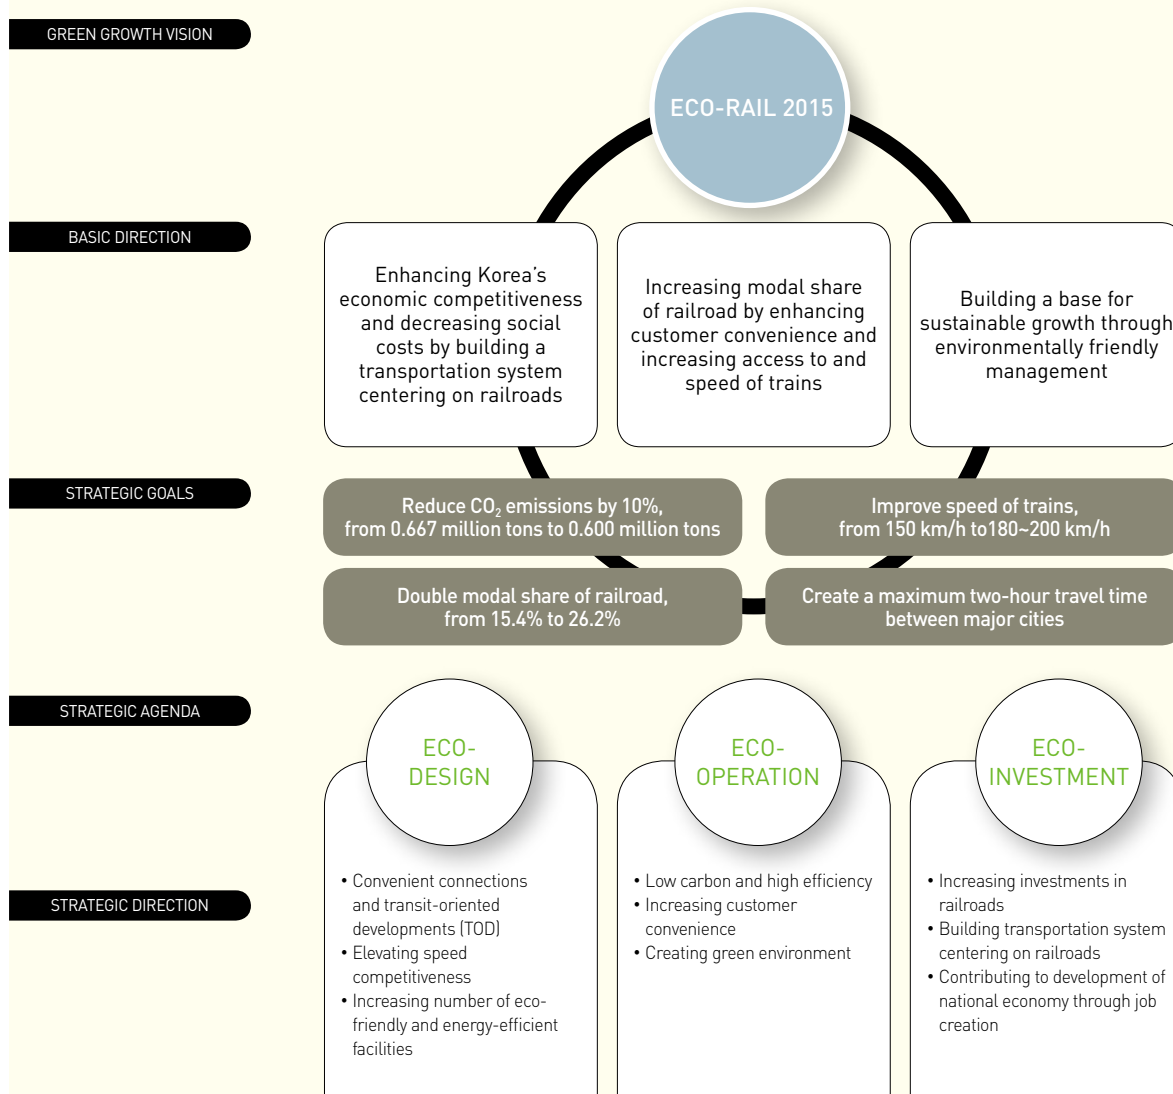 GREEN GROWTH VISION
ECO-RAIL 2015
BASIC DIRECTION
Enhancing Korea’s
economic competitiveness
and decreasing social
costs by building a
transportation system
centering on railroads
Increasing modal share
of railroad by enhancing
customer convenience and
increasing access to and
speed of trains
Building a base for
sustainable growth through
environmentally friendly
management
STRATEGIC GOALS
Reduce CO₂ emissions by 10%,
from 0.667 million tons to 0.600 million tons
Improve speed of trains,
from 150 km/h to180~200 km/h
Double modal share of railroad,
from 15.4% to 26.2%
Create a maximum two-hour travel time
between major cities
STRATEGIC AGENDA
ECO-
DESIGN
ECO-
OPERATION
ECO-
INVESTMENT
STRATEGIC DIRECTION
• Convenient connections
and transit-oriented
developments (TOD)
• Elevating speed
competitiveness
• Increasing number of eco-
friendly and energy-efficient
facilities
• Low carbon and high efficiency
• Increasing customer
convenience
• Creating green environment
• Increasing investments in
railroads
• Building transportation system
centering on railroads
• Contributing to development of
national economy through job
creation